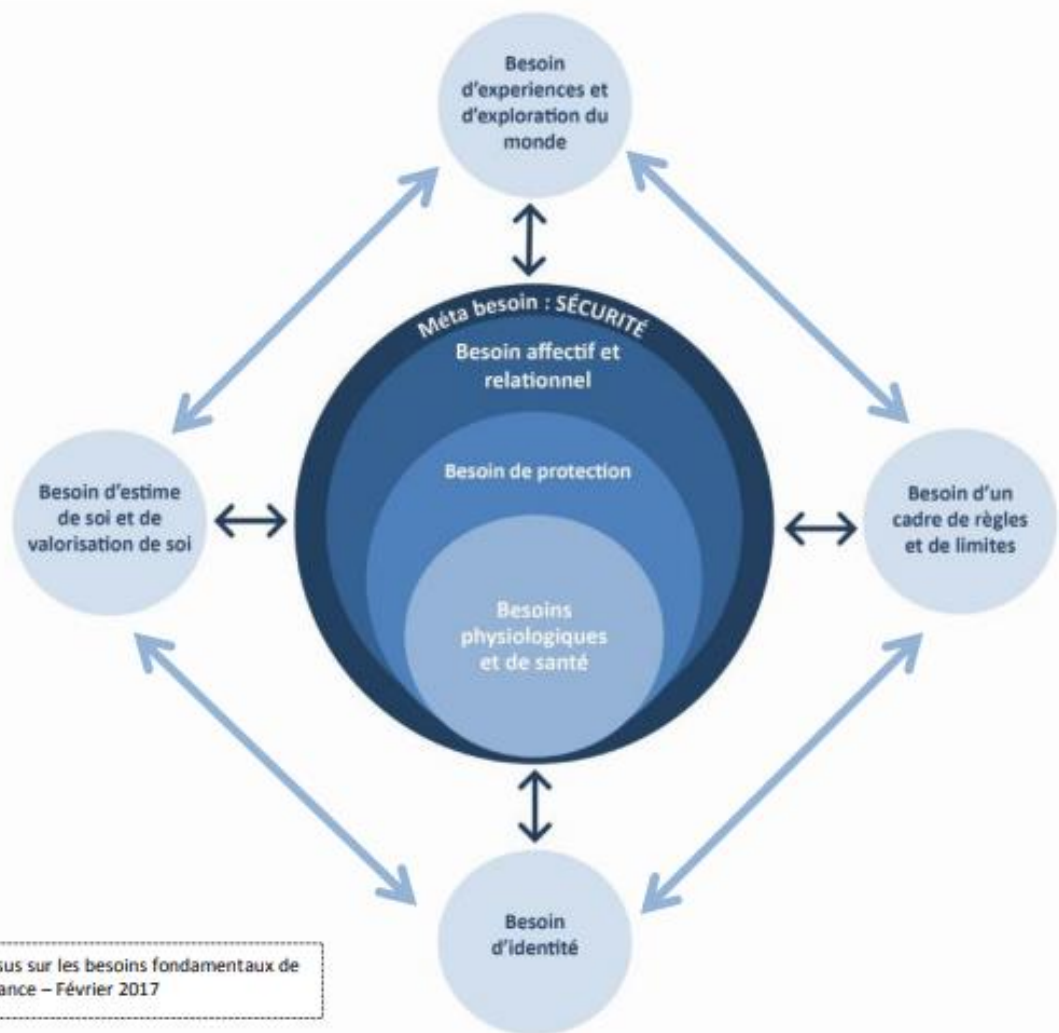 Besoin
d'experiences et
d'exploration du
monde
Méta besoin : SÉCURITÉ
Besoin affectif et
relationnel
Besoin de protection
Besoin d'estime
de soi et de
valorisation de soi
Besoin d'un
cadre de règles
et de limites
Besoins
physiologiques
et de santé
Besoin
d'identité
sur les besoins fondamentaux de
– Février 2017